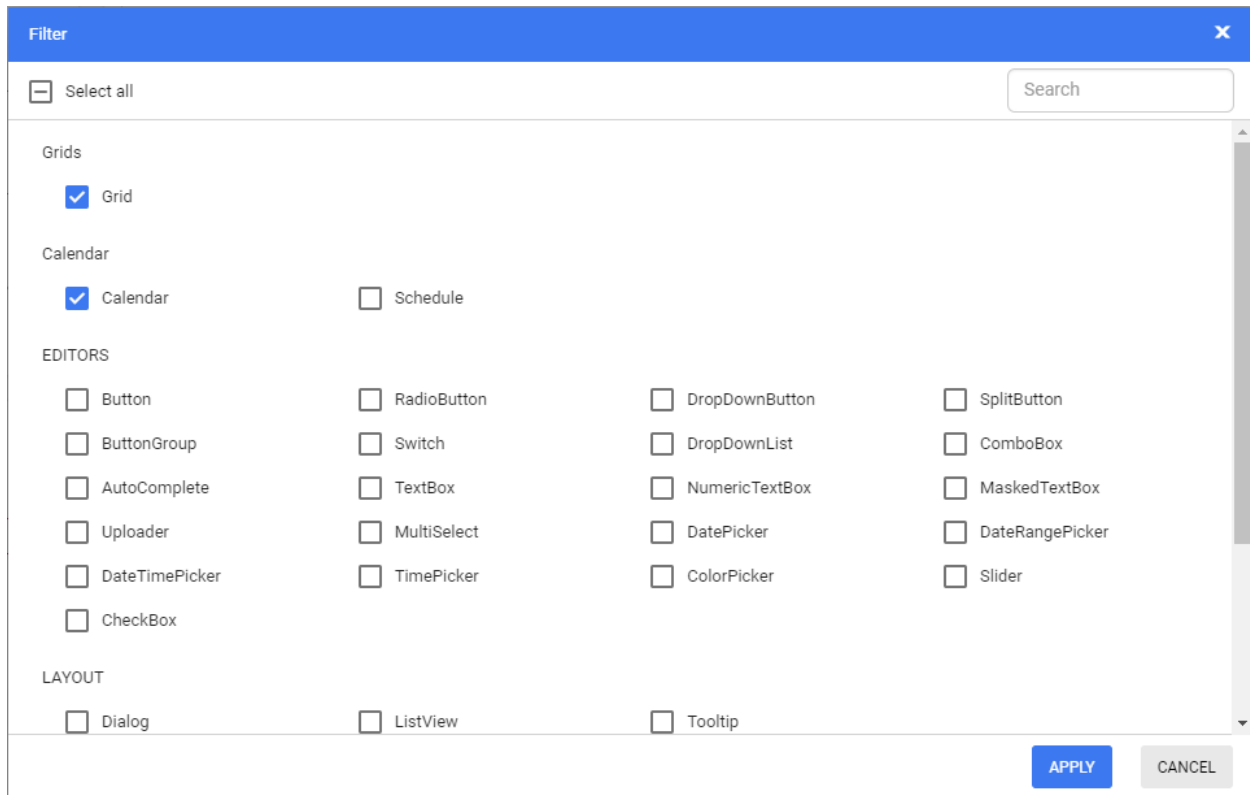 Filter
Select all Search
Grids
Grid
Calendar
Calendar Schedule
EDITORS
Button RadioButton DropDownButton SplitButton
ButtonGroup Switch DropDownList ComboBox
AutoComplete TextBox NumericTextBox MaskedTextBox
Uploader MultiSelect DatePicker DateRangePicker
DateTimePicker TimePicker ColorPicker Slider
CheckBox
LAYOUT
Dialog ListView Tooltip
APPLY CANCEL